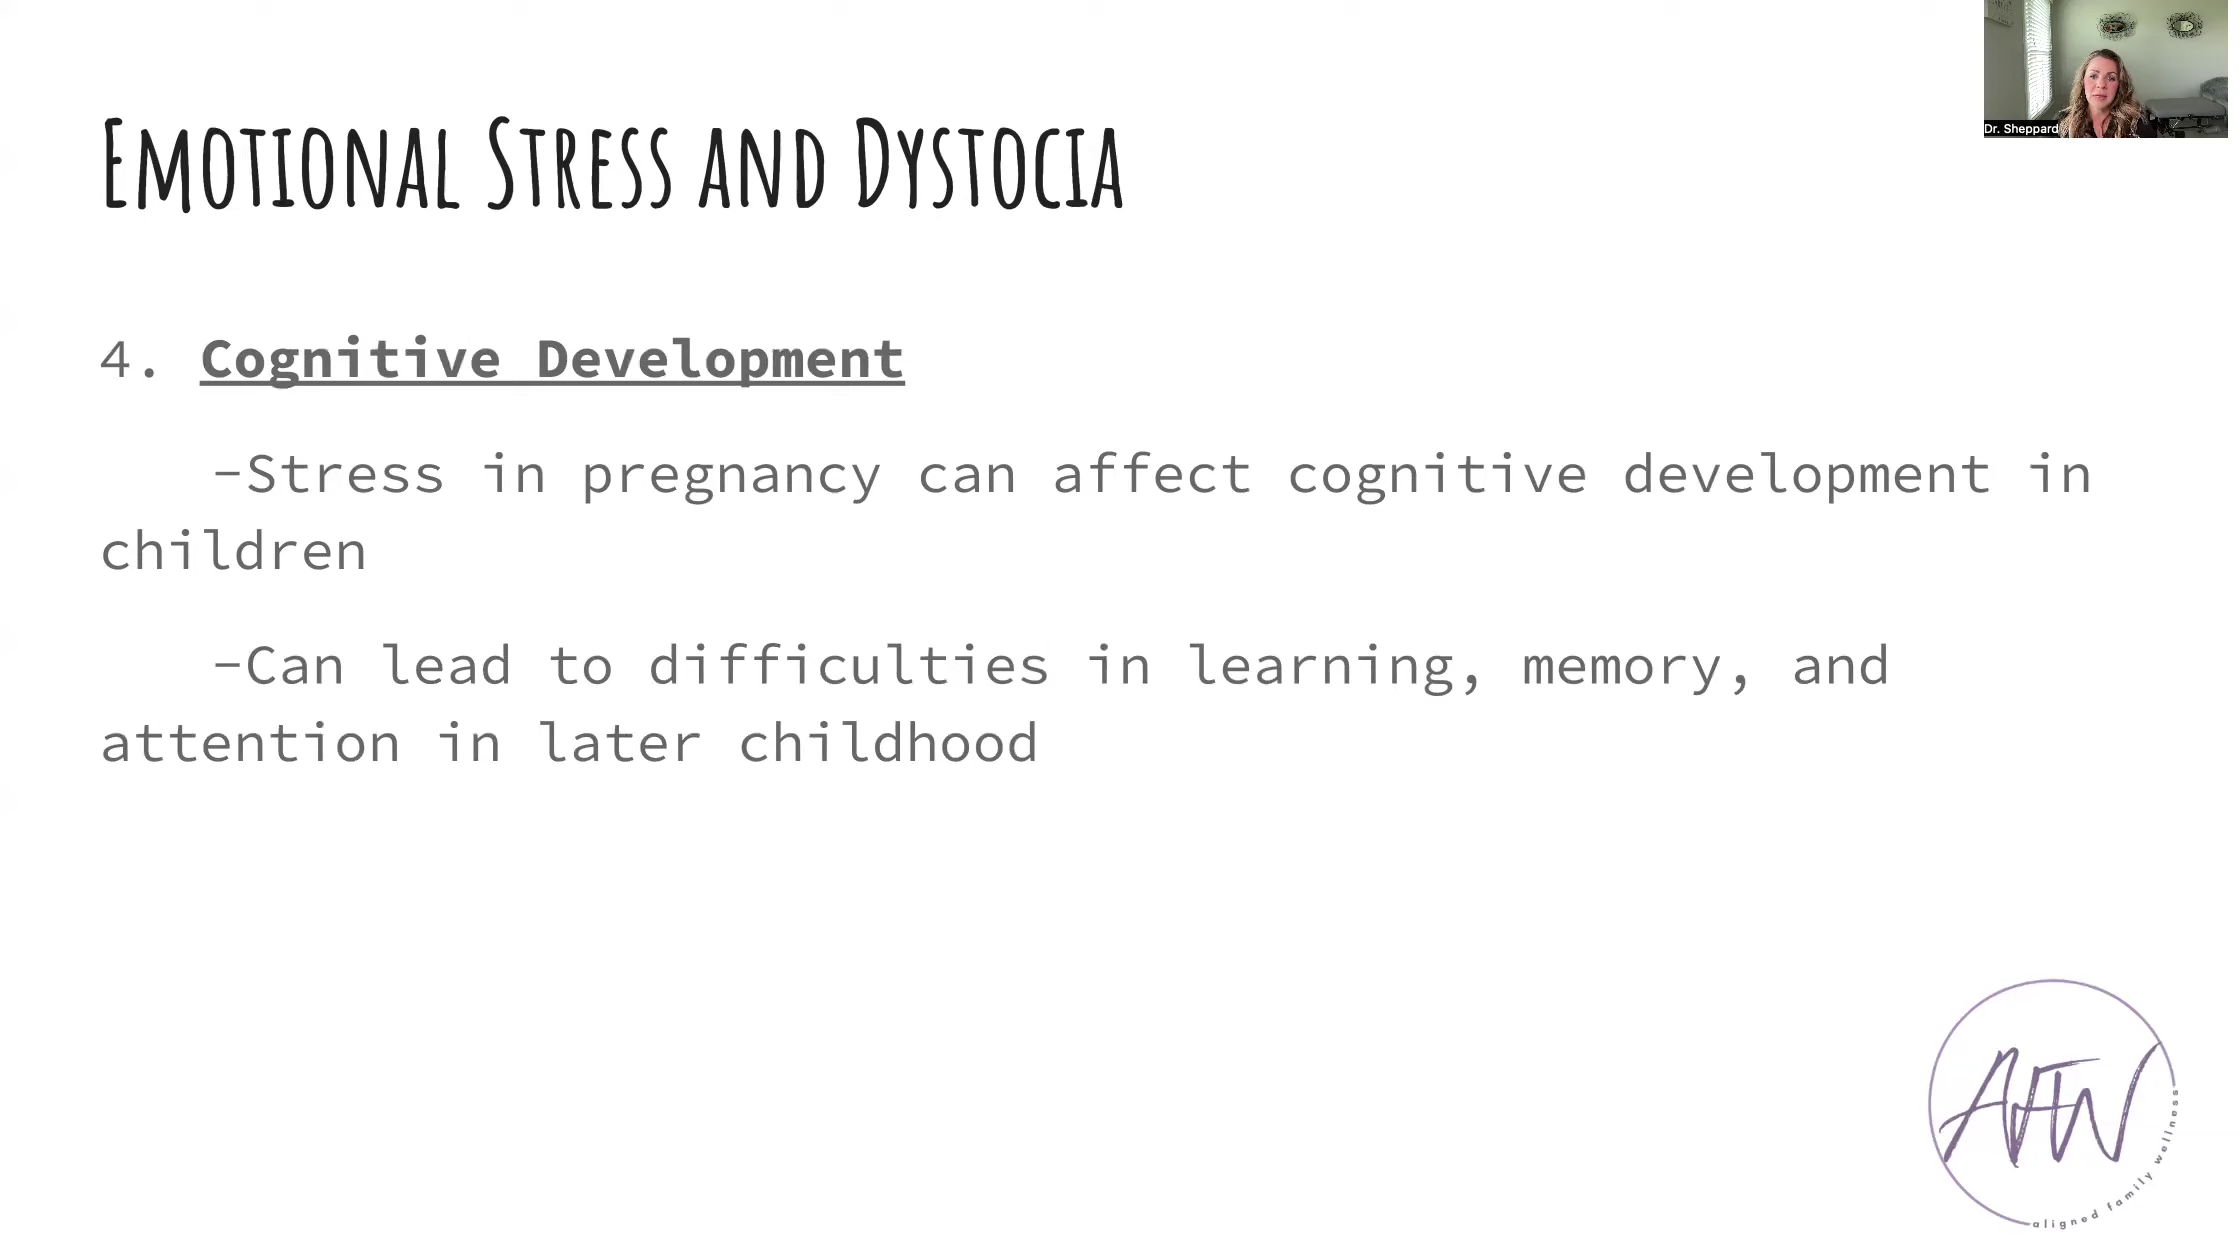 Dr. Sheppard
EMOTIONAL STRESS AND DYSTOCIA
4. Cognitive Development
-Stress in pregnancy can affect cognitive development in
children
-Can lead to difficulties in learning, memory, and
attention in later childhood
AFW
aligned family wellness